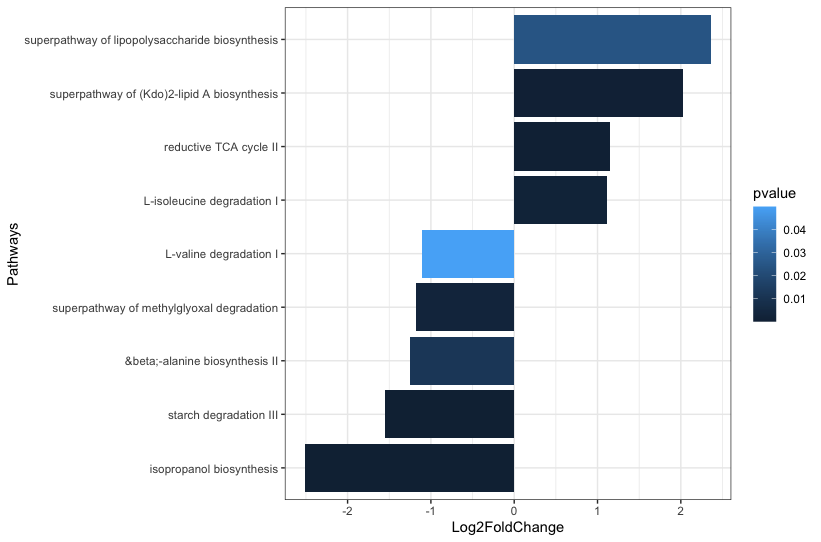 superpathway of lipopolysaccharide biosynthesis
superpathway of (Kdo)2-lipid A biosynthesis
reductive TCA cycle II
L-isoleucine degradation I
L-valine degradation I
superpathway of methylglyoxal degradation
&beta;-alanine biosynthesis II
starch degradation III
isopropanol biosynthesis
Pathways
-2 -1 0 1 2
Log2FoldChange
pvalue
0.04
0.03
0.02
0.01